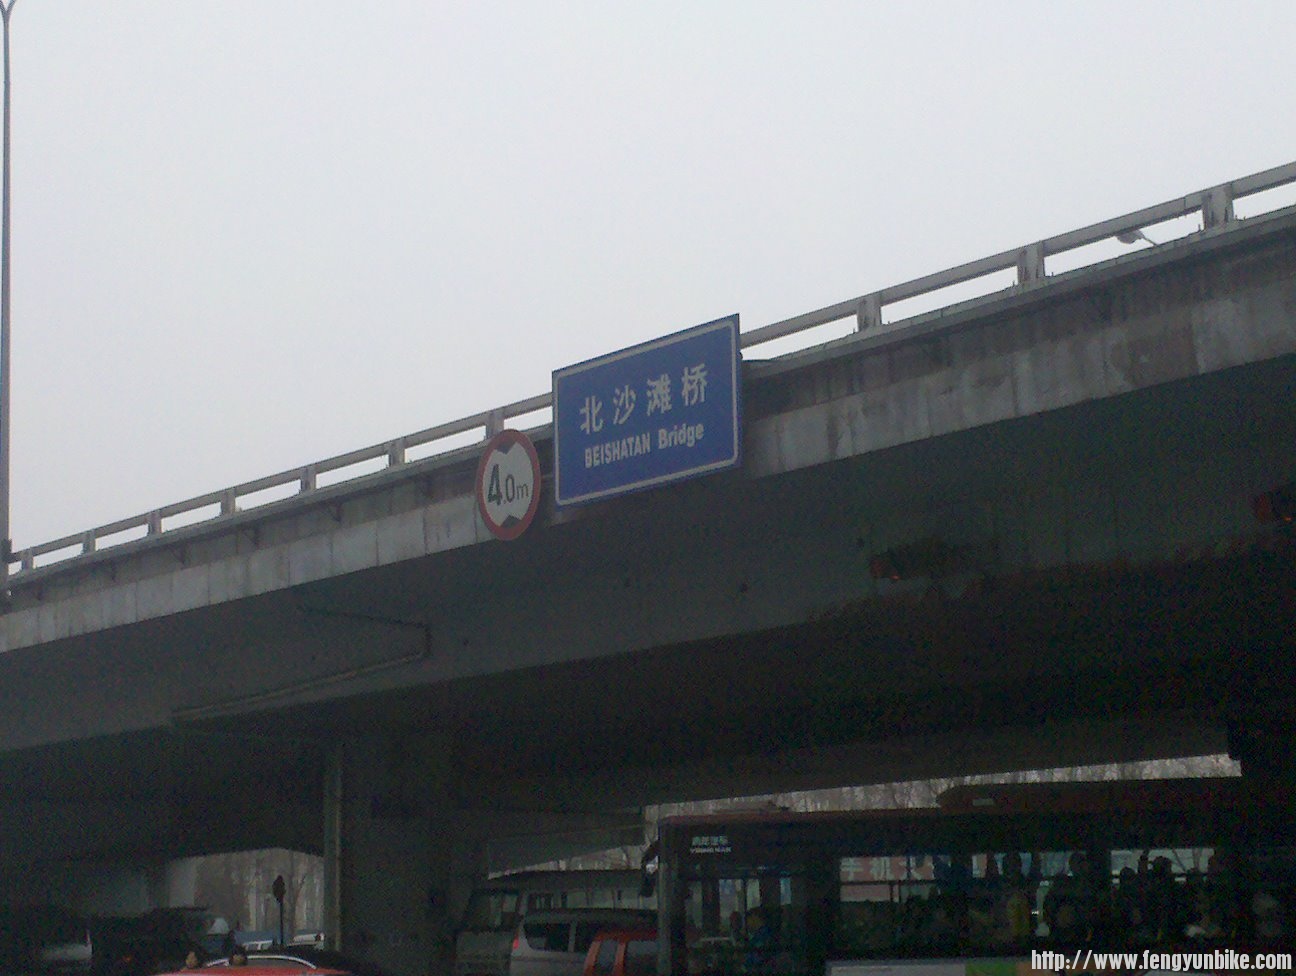 北沙滩桥
BEISHATAN Bridge
4.0m
http://www.fengyunbike.com